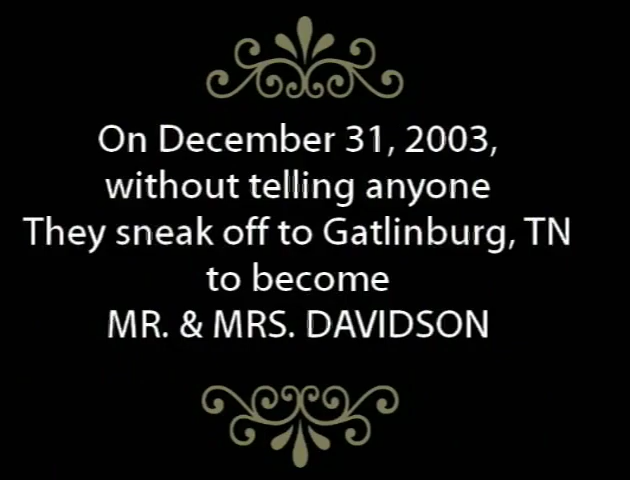 On December 31, 2003,
without telling anyone
They sneak off to Gatlinburg, TN
to become
MR. & MRS. DAVIDSON